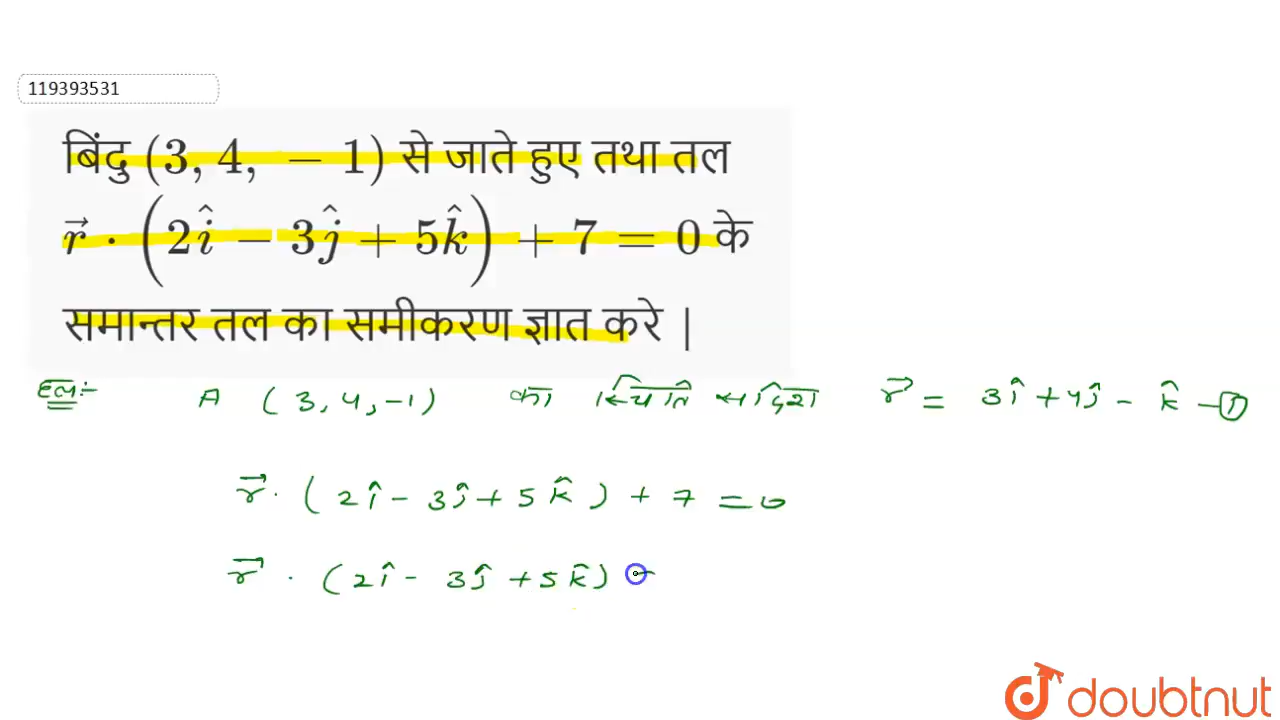 119393531
बिंदु (3, 4, − 1) से जाते हुए तथा तल
r⃗ · (2î − 3ĵ + 5k̂) + 7 = 0 के
समान्तर तल का समीकरण ज्ञात करे |
हल:- A (3, 4, -1) का स्थिति सदिश r⃗ = 3î + 4ĵ - k̂ —①
r⃗ · (2î - 3ĵ + 5k̂) + 7 = 0
r⃗ · (2î - 3ĵ + 5k̂)
doubtnut